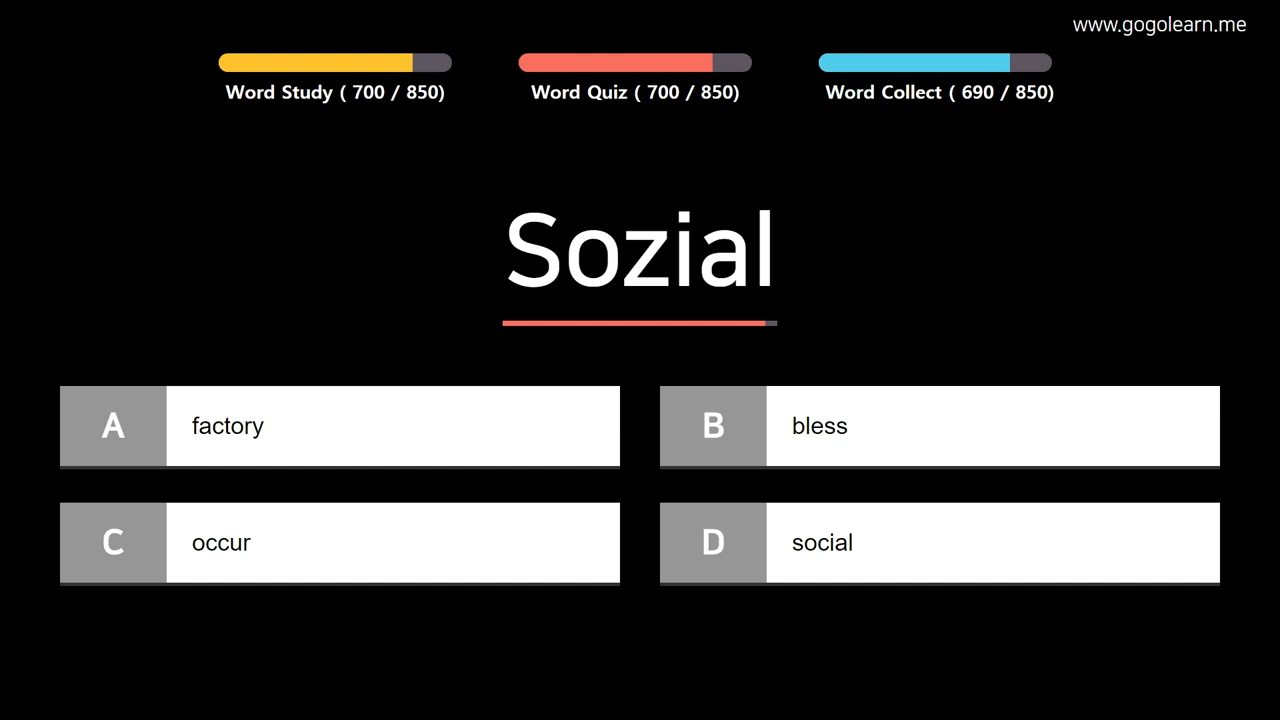 www.gogolearn.me
Word Study ( 700 / 850)
Word Quiz ( 700 / 850)
Word Collect ( 690 / 850)
Sozial
A factory
B bless
C occur
D social